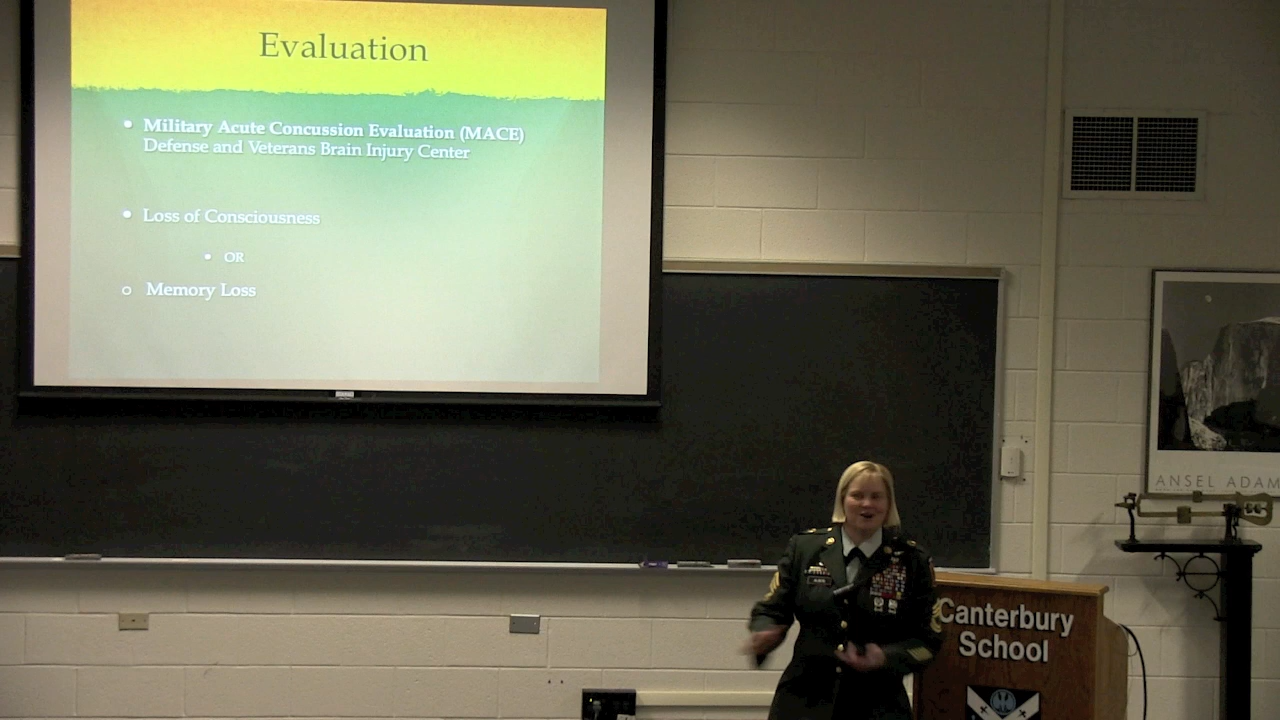 Evaluation
• Military Acute Concussion Evaluation (MACE)
Defense and Veterans Brain Injury Center
• Loss of Consciousness
• OR
○ Memory Loss
ANSEL ADAM
Canterbury
School